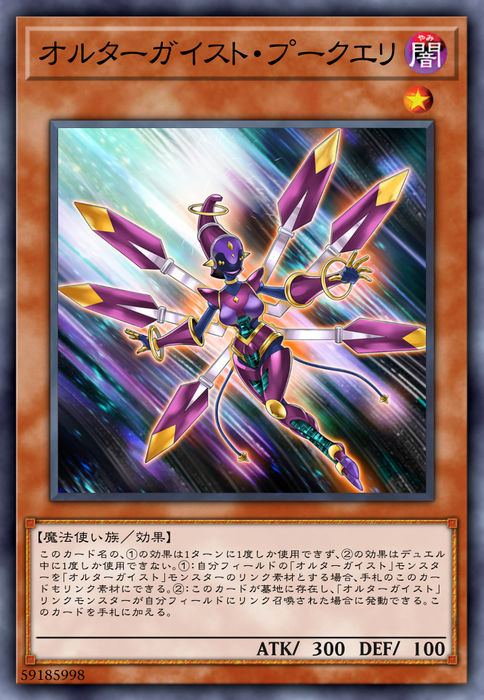 オルターガイスト・プークエリ
やみ
闇
【魔法使い族／効果】
このカード名の、①の効果は1ターンに1度しか使用できず、②の効果はデュエル
中に1度しか使用できない。①：自分フィールドの「オルターガイスト」モンスタ
ーを「オルターガイスト」モンスターのリンク素材とする場合、手札のこのカー
ドもリンク素材にできる。②：このカードが墓地に存在し、「オルターガイスト」
リンクモンスターが自分フィールドにリンク召喚された場合に発動できる。こ
のカードを手札に加える。
ATK/ 300 DEF/ 100
59185998